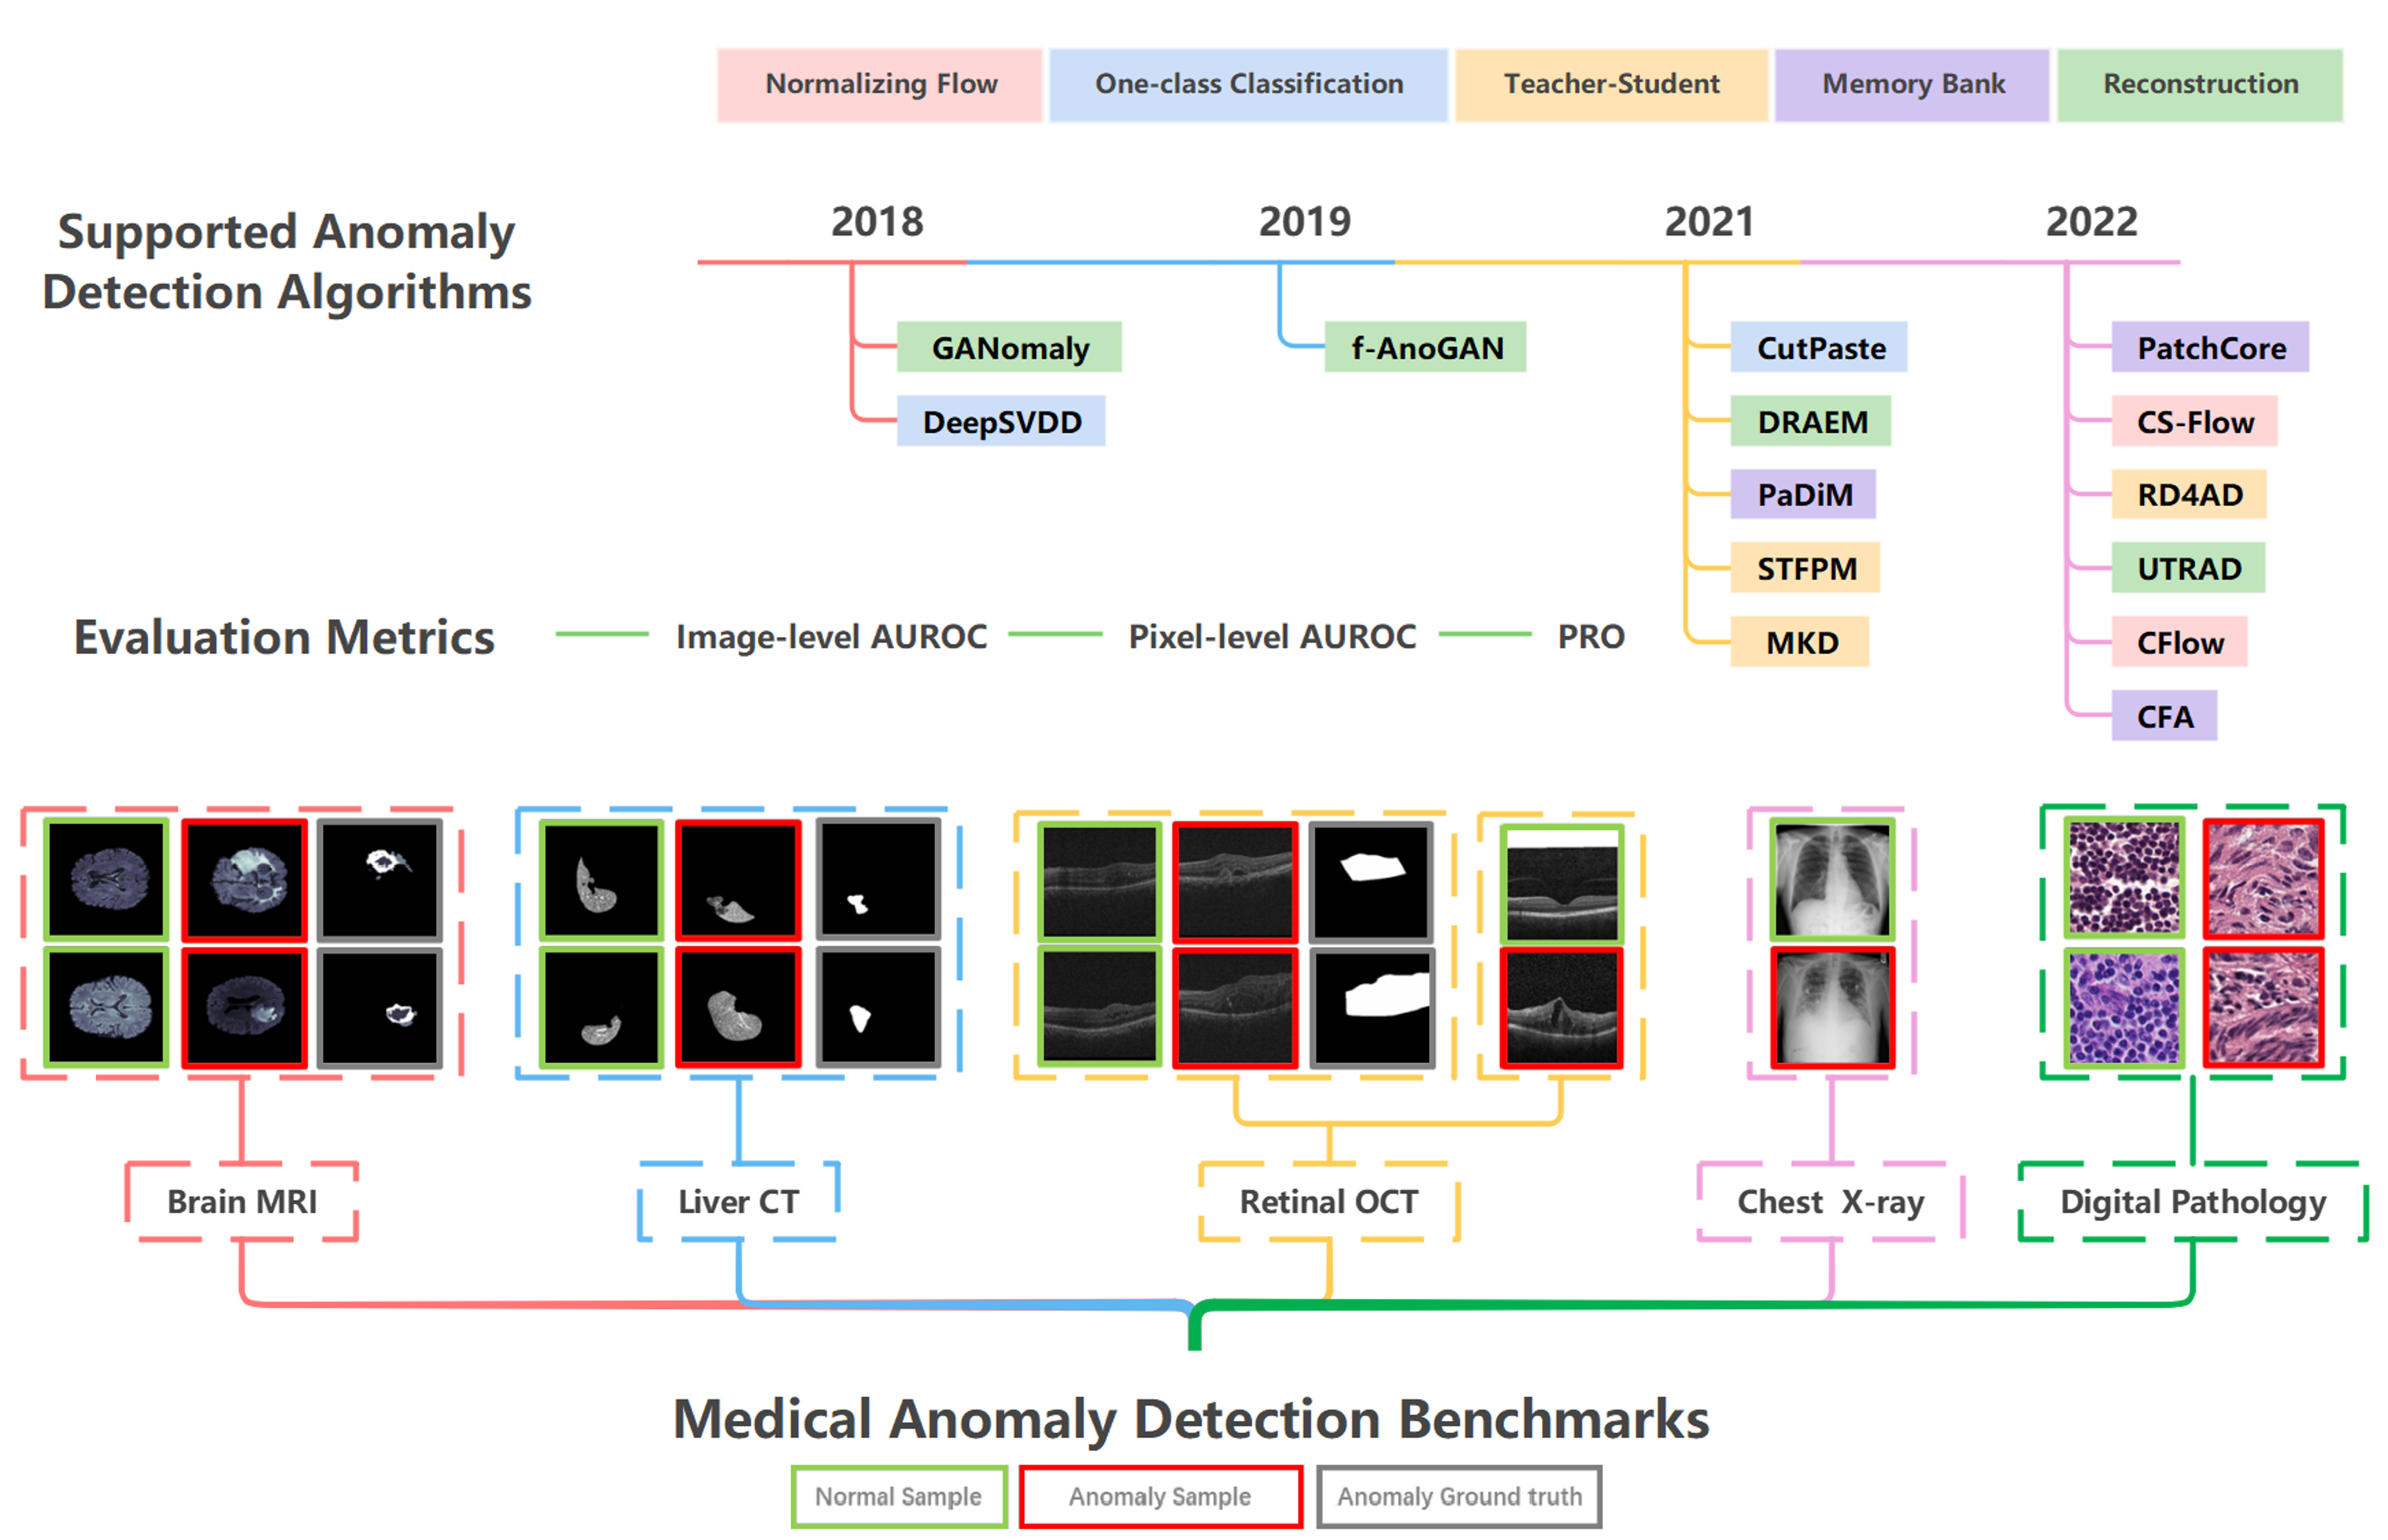 Normalizing Flow
One-class Classification
Teacher-Student
Memory Bank
Reconstruction
Supported Anomaly
Detection Algorithms
2018
2019
2021
2022
GANomaly
DeepSVDD
f-AnoGAN
CutPaste
DRAEM
PaDiM
STFPM
MKD
PatchCore
CS-Flow
RD4AD
UTRAD
CFlow
CFA
Evaluation Metrics
Image-level AUROC
Pixel-level AUROC
PRO
Brain MRI
Liver CT
Retinal OCT
Chest X-ray
Digital Pathology
Medical Anomaly Detection Benchmarks
Normal Sample
Anomaly Sample
Anomaly Ground truth